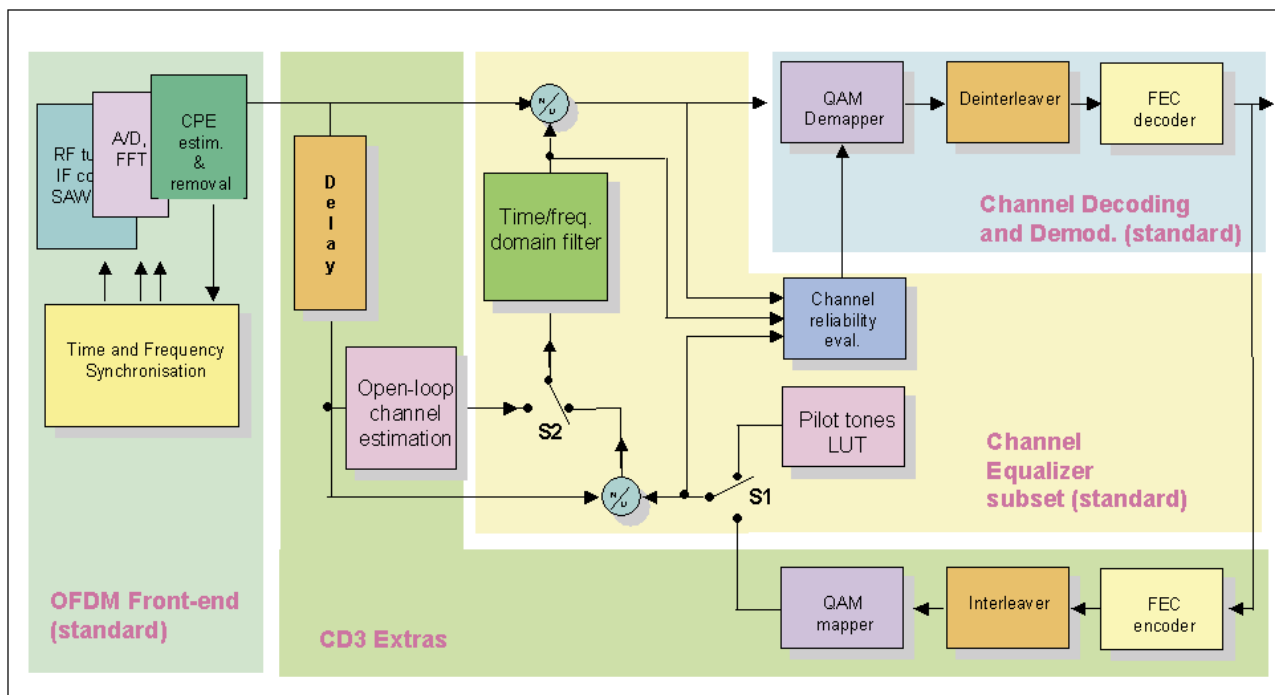 RF tu
IF co
SAW
A/D,
FFT
CPE
estim.
&
removal
Time and Frequency
Synchronisation
OFDM Front-end
(standard)
Delay
Open-loop
channel
estimation
CD3 Extras
N/D
Time/freq.
domain filter
S2
N/D
S1
Pilot tones
LUT
Channel
reliability
eval.
Channel
Equalizer
subset (standard)
QAM
Demapper
Deinterleaver
FEC
decoder
Channel Decoding
and Demod. (standard)
QAM
mapper
Interleaver
FEC
encoder